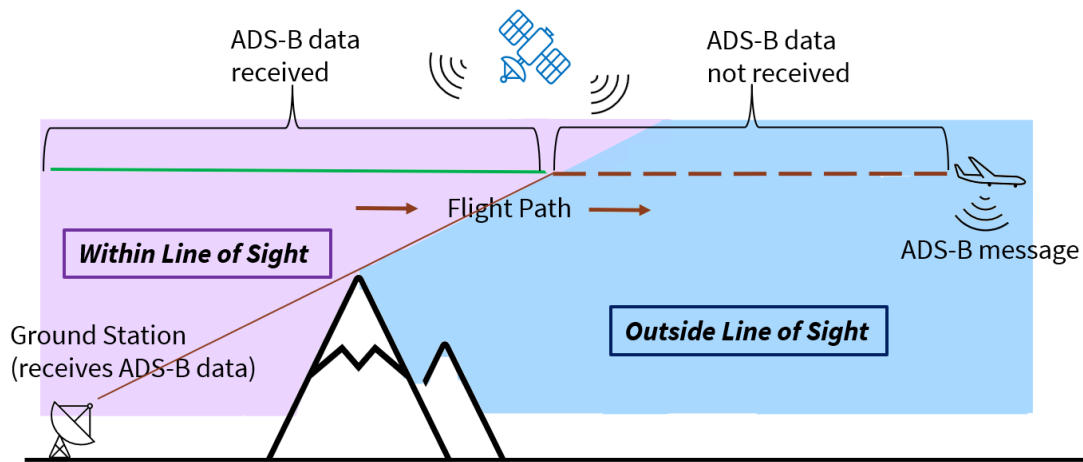 ADS-B data
received
ADS-B data
not received
Flight Path
Within Line of Sight
ADS-B message
Outside Line of Sight
Ground Station
(receives ADS-B data)